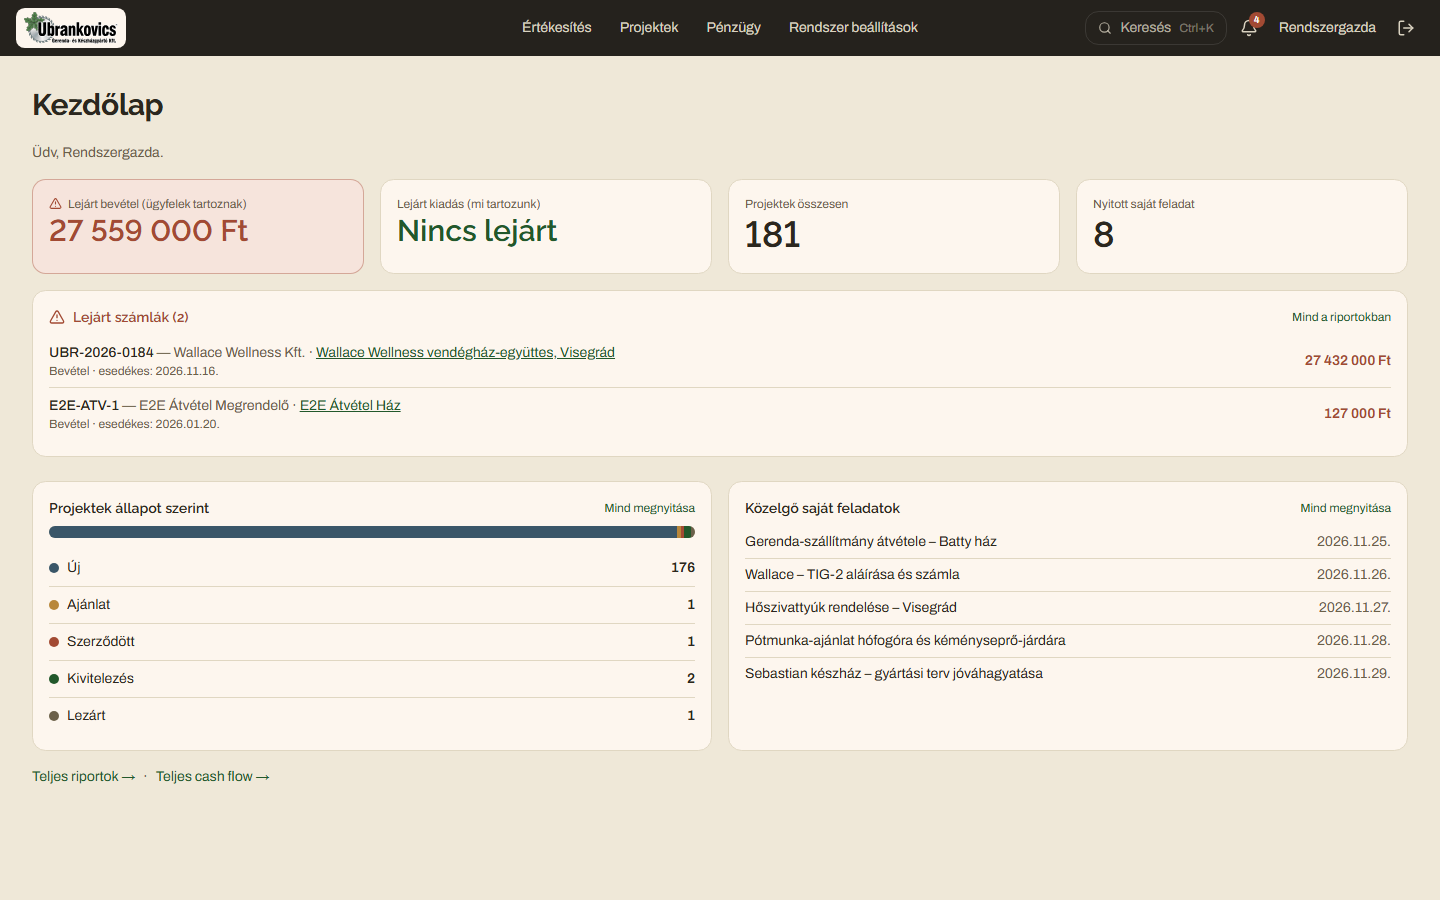 Ubrankovics
Gerenda- és Készházgyártó Kft.
Értékesítés
Projektek
Pénzügy
Rendszer beállítások
Keresés Ctrl+K
4
Rendszergazda
Kezdőlap
Üdv, Rendszergazda.
Lejárt bevétel (ügyfelek tartoznak)
27 559 000 Ft
Lejárt kiadás (mi tartozunk)
Nincs lejárt
Projektek összesen
181
Nyitott saját feladat
8
Lejárt számlák (2)
Mind a riportokban
UBR-2026-0184 — Wallace Wellness Kft. · Wallace Wellness vendégház-együttes, Visegrád
Bevétel · esedékes: 2026.11.16.
27 432 000 Ft
E2E-ATV-1 — E2E Átvétel Megrendelő · E2E Átvétel Ház
Bevétel · esedékes: 2026.01.20.
127 000 Ft
Projektek állapot szerint
Mind megnyitása
Új 176
Ajánlat 1
Szerződött 1
Kivitelezés 2
Lezárt 1
Közelgő saját feladatok
Mind megnyitása
Gerenda-szállítmány átvétele – Batty ház 2026.11.25.
Wallace – TIG-2 aláírása és számla 2026.11.26.
Hőszivattyúk rendelése – Visegrád 2026.11.27.
Pótmunka-ajánlat hófogóra és kéményseprő-járdára 2026.11.28.
Sebastian készház – gyártási terv jóváhagyatása 2026.11.29.
Teljes riportok → · Teljes cash flow →